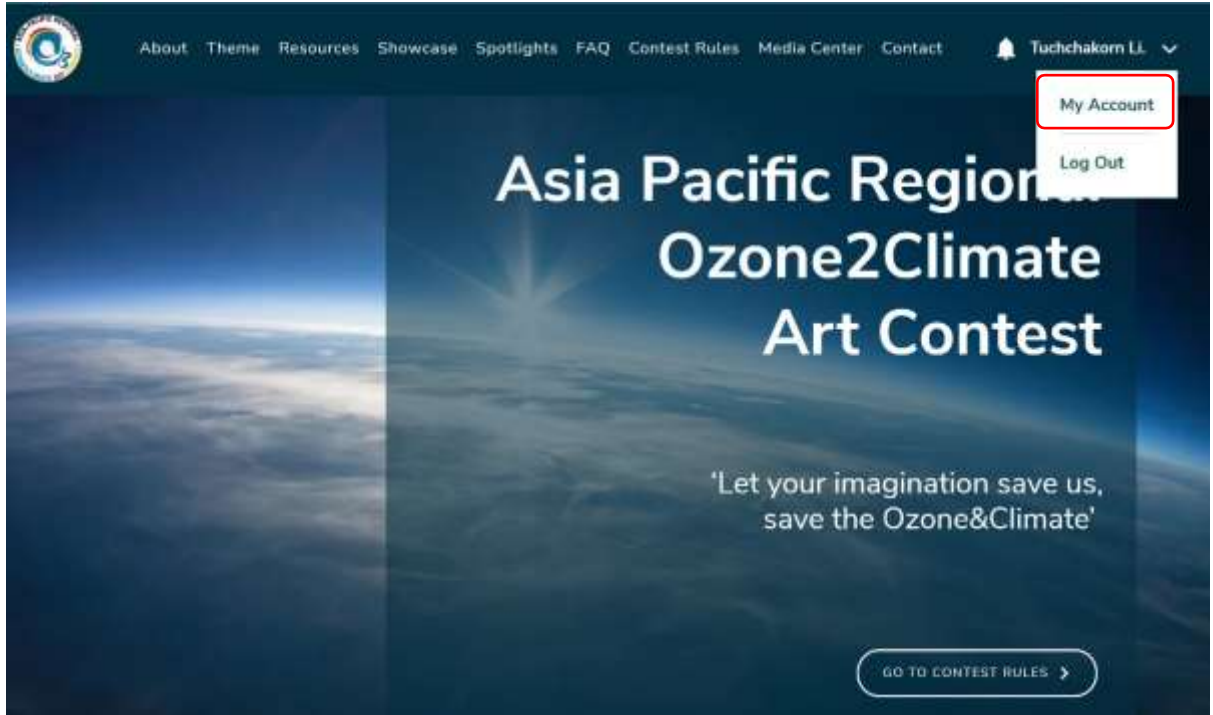 About Theme Resources Showcase Spotlights FAQ Contest Rules Media Center Contact Tuchchakorn Li.
My Account
Log Out
Asia Pacific Regional
Ozone2Climate
Art Contest
‘Let your imagination save us,
save the Ozone&Climate’
GO TO CONTEST RULES